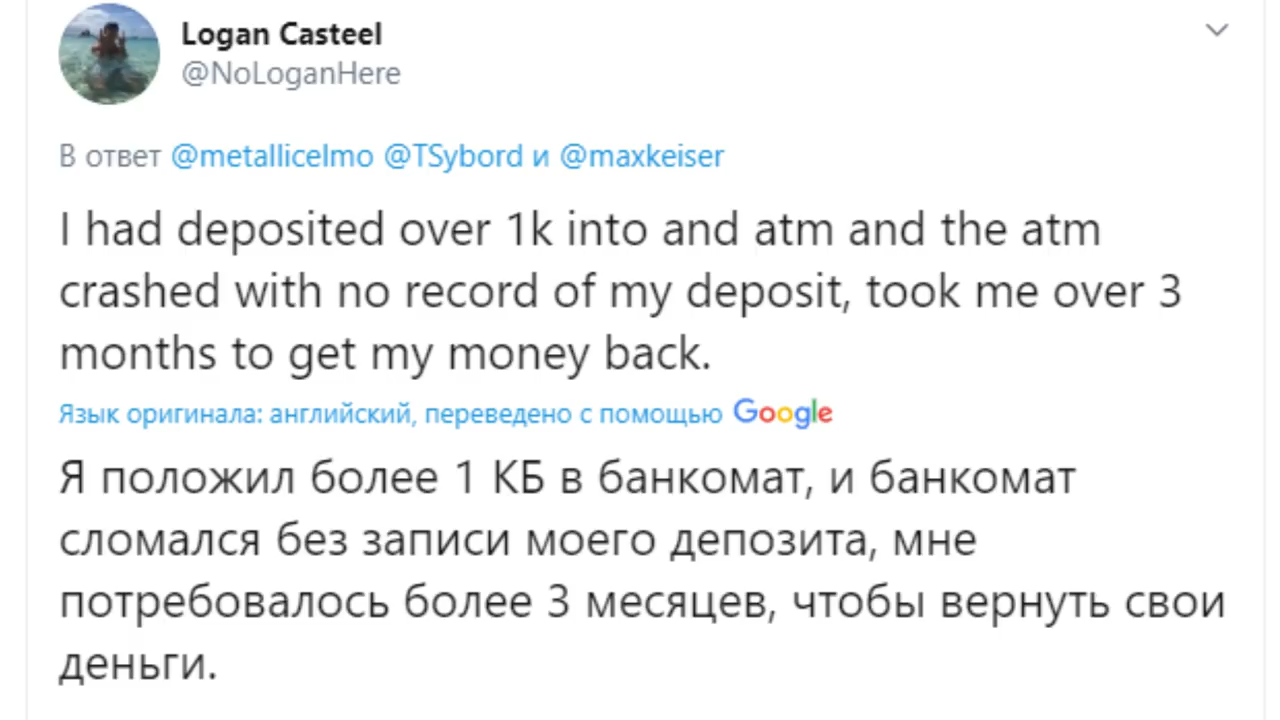 Logan Casteel
@NoLoganHere
В ответ @metallicelmo @TSybord и @maxkeiser
I had deposited over 1k into and atm and the atm
crashed with no record of my deposit, took me over 3
months to get my money back.
Язык оригинала: английский, переведено с помощью Google
Я положил более 1 КБ в банкомат, и банкомат
сломался без записи моего депозита, мне
потребовалось более 3 месяцев, чтобы вернуть свои
деньги.